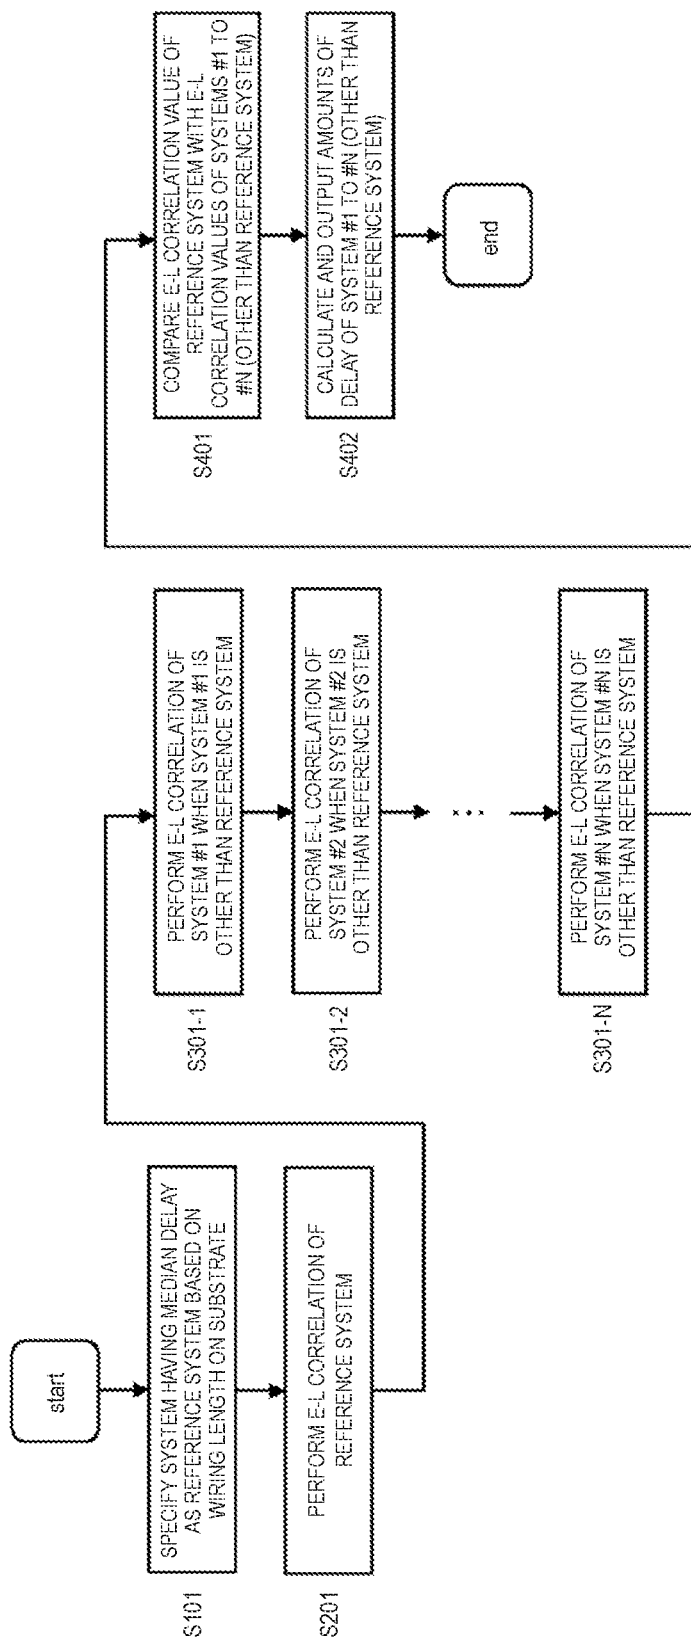 start
S101
SPECIFY SYSTEM HAVING MEDIAN DELAY
AS REFERENCE SYSTEM BASED ON
WIRING LENGTH ON SUBSTRATE
S201
PERFORM E-L CORRELATION OF
REFERENCE SYSTEM
S301-1
PERFORM E-L CORRELATION OF
SYSTEM #1 WHEN SYSTEM #1 IS
OTHER THAN REFERENCE SYSTEM
S301-2
PERFORM E-L CORRELATION OF
SYSTEM #2 WHEN SYSTEM #2 IS
OTHER THAN REFERENCE SYSTEM
S301-N
PERFORM E-L CORRELATION OF
SYSTEM #N WHEN SYSTEM #N IS
OTHER THAN REFERENCE SYSTEM
S401
COMPARE E-L CORRELATION VALUE OF
REFERENCE SYSTEM WITH E-L
CORRELATION VALUES OF SYSTEMS #1 TO
#N (OTHER THAN REFERENCE SYSTEM)
S402
CALCULATE AND OUTPUT AMOUNTS OF
DELAY OF SYSTEM #1 TO #N (OTHER THAN
REFERENCE SYSTEM)
end